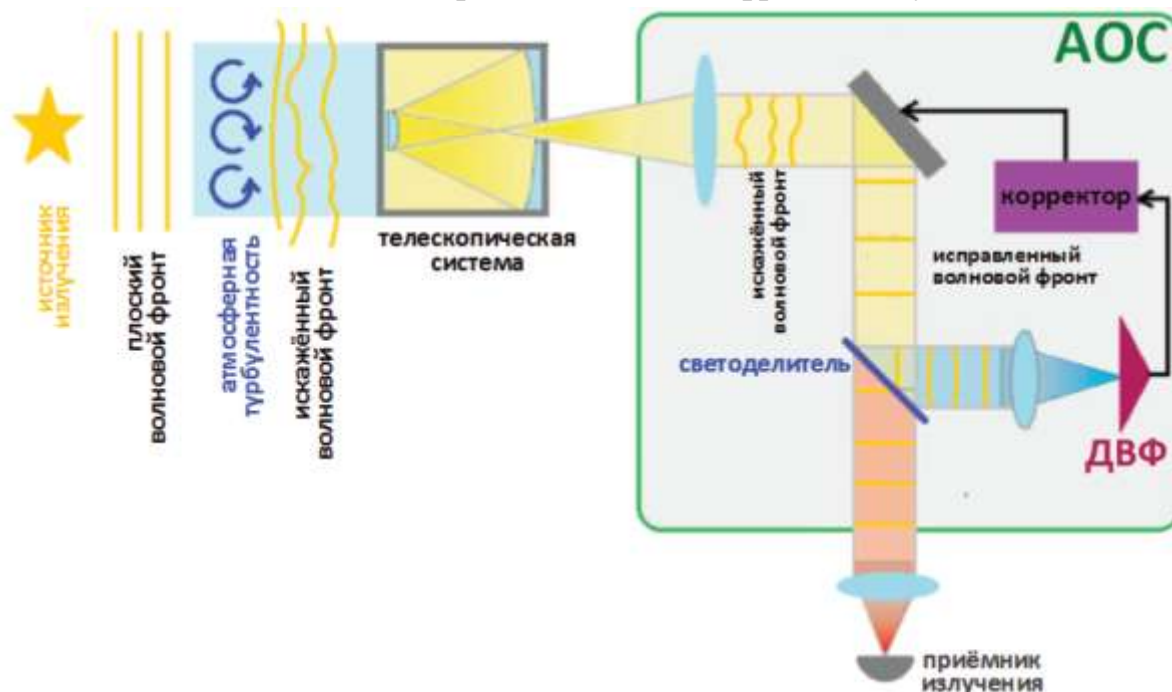 АОС
источник
излучения
плоский
волновой фронт
атмосферная
турбулентность
искажённый
волновой фронт
телескопическая
система
искажённый
волновой фронт
корректор
исправленный
волновой фронт
светоделитель
ДВФ
приёмник
излучения